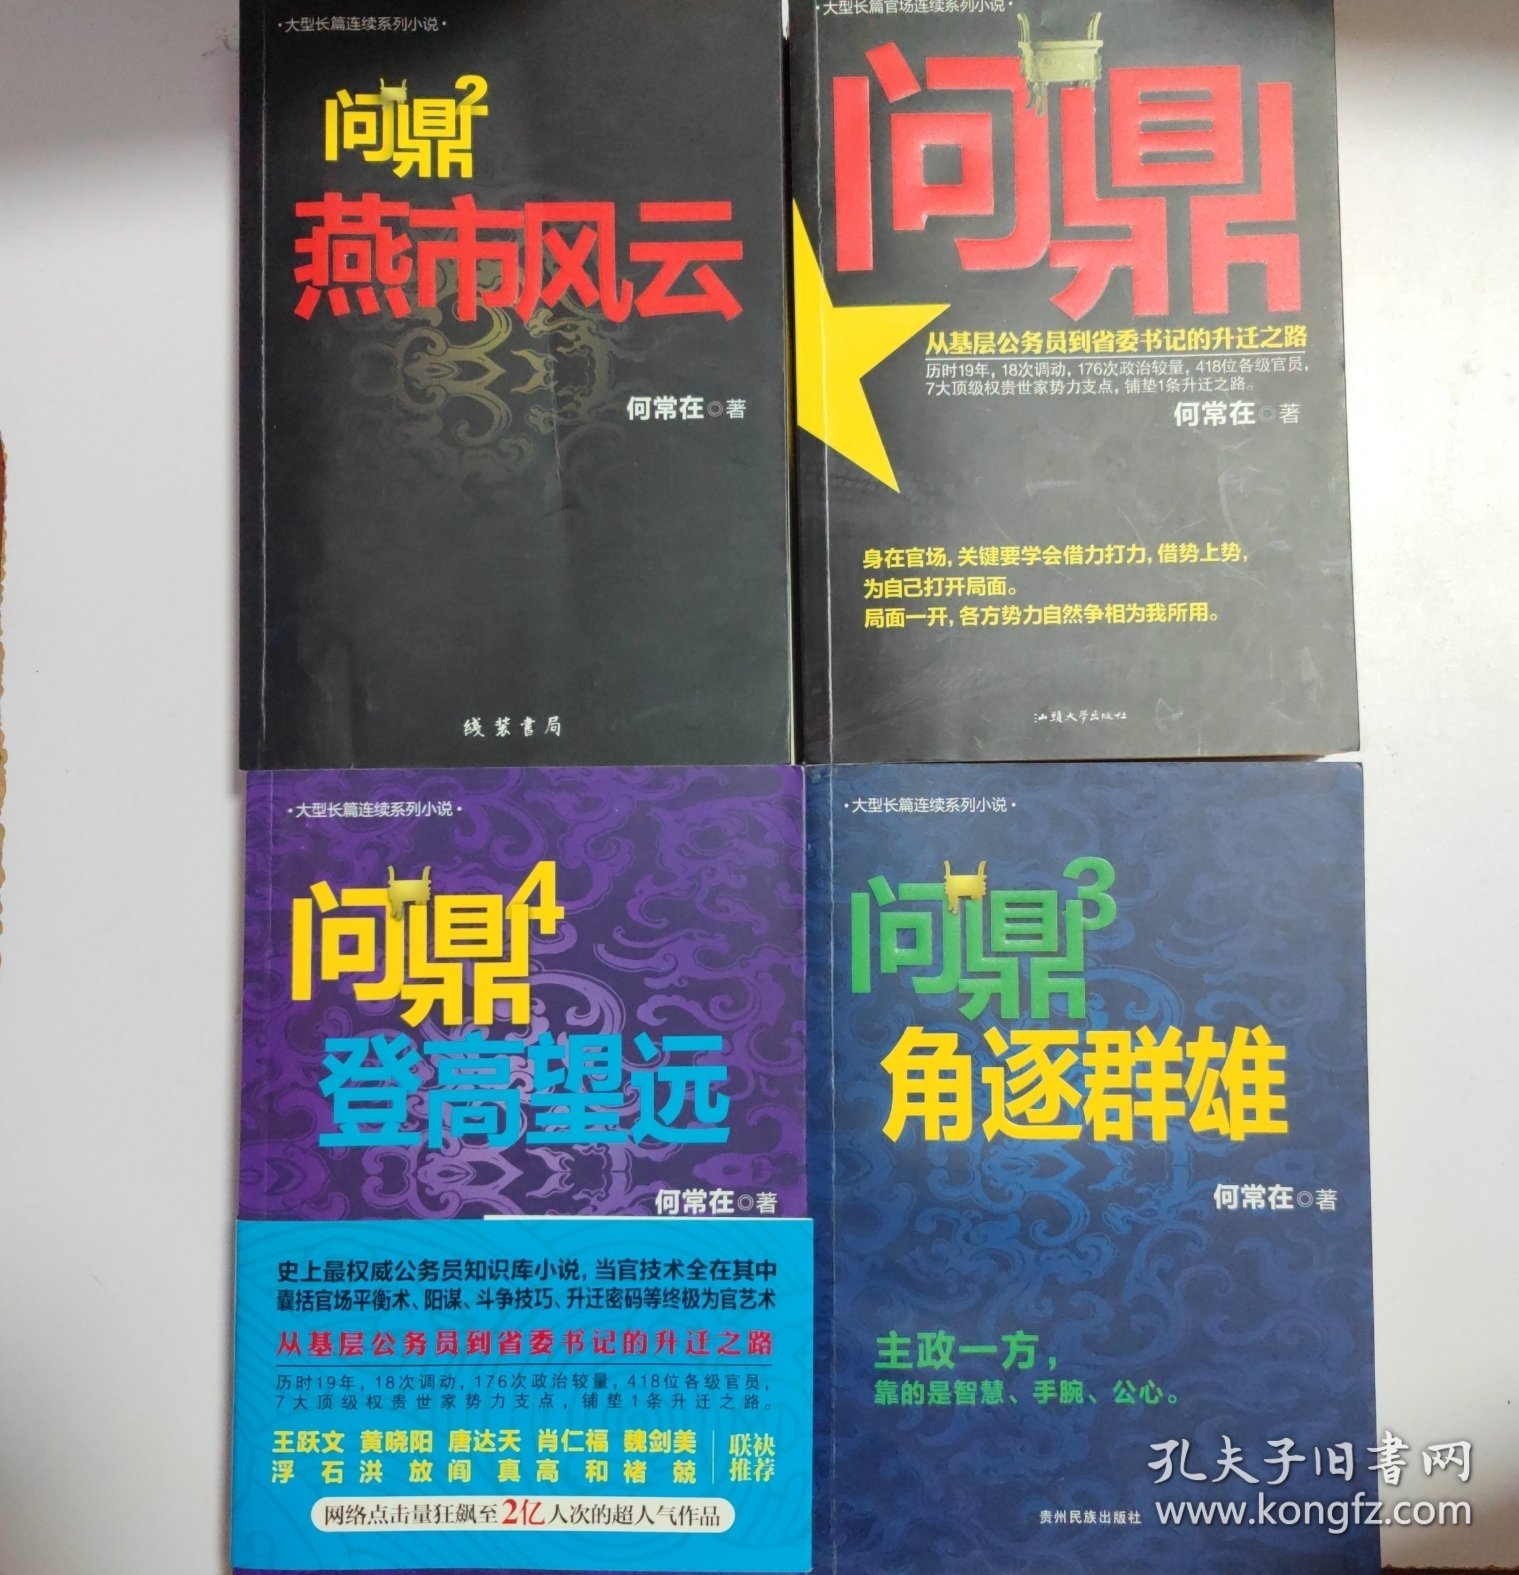 ·大型长篇连续系列小说·
问鼎2
燕市风云
何常在◎著
线装书局
·大型长篇官场连续系列小说·
问鼎
从基层公务员到省委书记的升迁之路
历时19年，18次调动，176次政治较量，418位各级官员，
7大顶级权贵世家势力支点，铺垫1条升迁之路。
何常在◎著
身在官场，关键要学会借力打力，借势上势，
为自己打开局面。
局面一开，各方势力自然争相为我所用。
汕頭大學出版社
·大型长篇连续系列小说·
问鼎4
登高望远
何常在◎著
史上最权威公务员知识库小说，当官技术全在其中
囊括官场平衡术、阳谋、斗争技巧、升迁密码等终极为官艺术
从基层公务员到省委书记的升迁之路
历时19年，18次调动，176次政治较量，418位各级官员，
7大顶级权贵世家势力支点，铺垫1条升迁之路。
王跃文 黄晓阳 唐达天 肖仁福 魏剑美
浮石 洪放 阎真 高和 褚兢
联袂
推荐
网络点击量狂飙至2亿人次的超人气作品
·大型长篇连续系列小说·
问鼎3
角逐群雄
何常在◎著
主政一方，
靠的是智慧、手腕、公心。
贵州民族出版社
孔夫子旧书网
www.kongfz.com